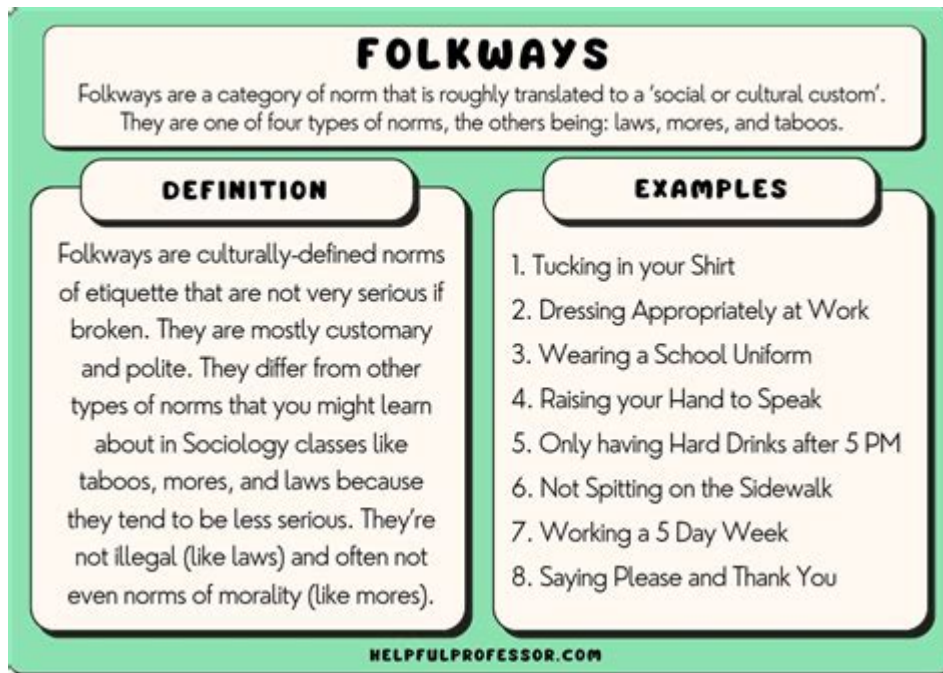 FOLKWAYS
Folkways are a category of norm that is roughly translated to a 'social or cultural custom'.
They are one of four types of norms, the others being: laws, mores, and taboos.
DEFINITION
Folkways are culturally-defined norms
of etiquette that are not very serious if
broken. They are mostly customary
and polite. They differ from other
types of norms that you might learn
about in Sociology classes like
taboos, mores, and laws because
they tend to be less serious. They're
not illegal (like laws) and often not
even norms of morality (like mores).
EXAMPLES
1. Tucking in your Shirt
2. Dressing Appropriately at Work
3. Wearing a School Uniform
4. Raising your Hand to Speak
5. Only having Hard Drinks after 5 PM
6. Not Spitting on the Sidewalk
7. Working a 5 Day Week
8. Saying Please and Thank You
HELPFULPROFESSOR.COM